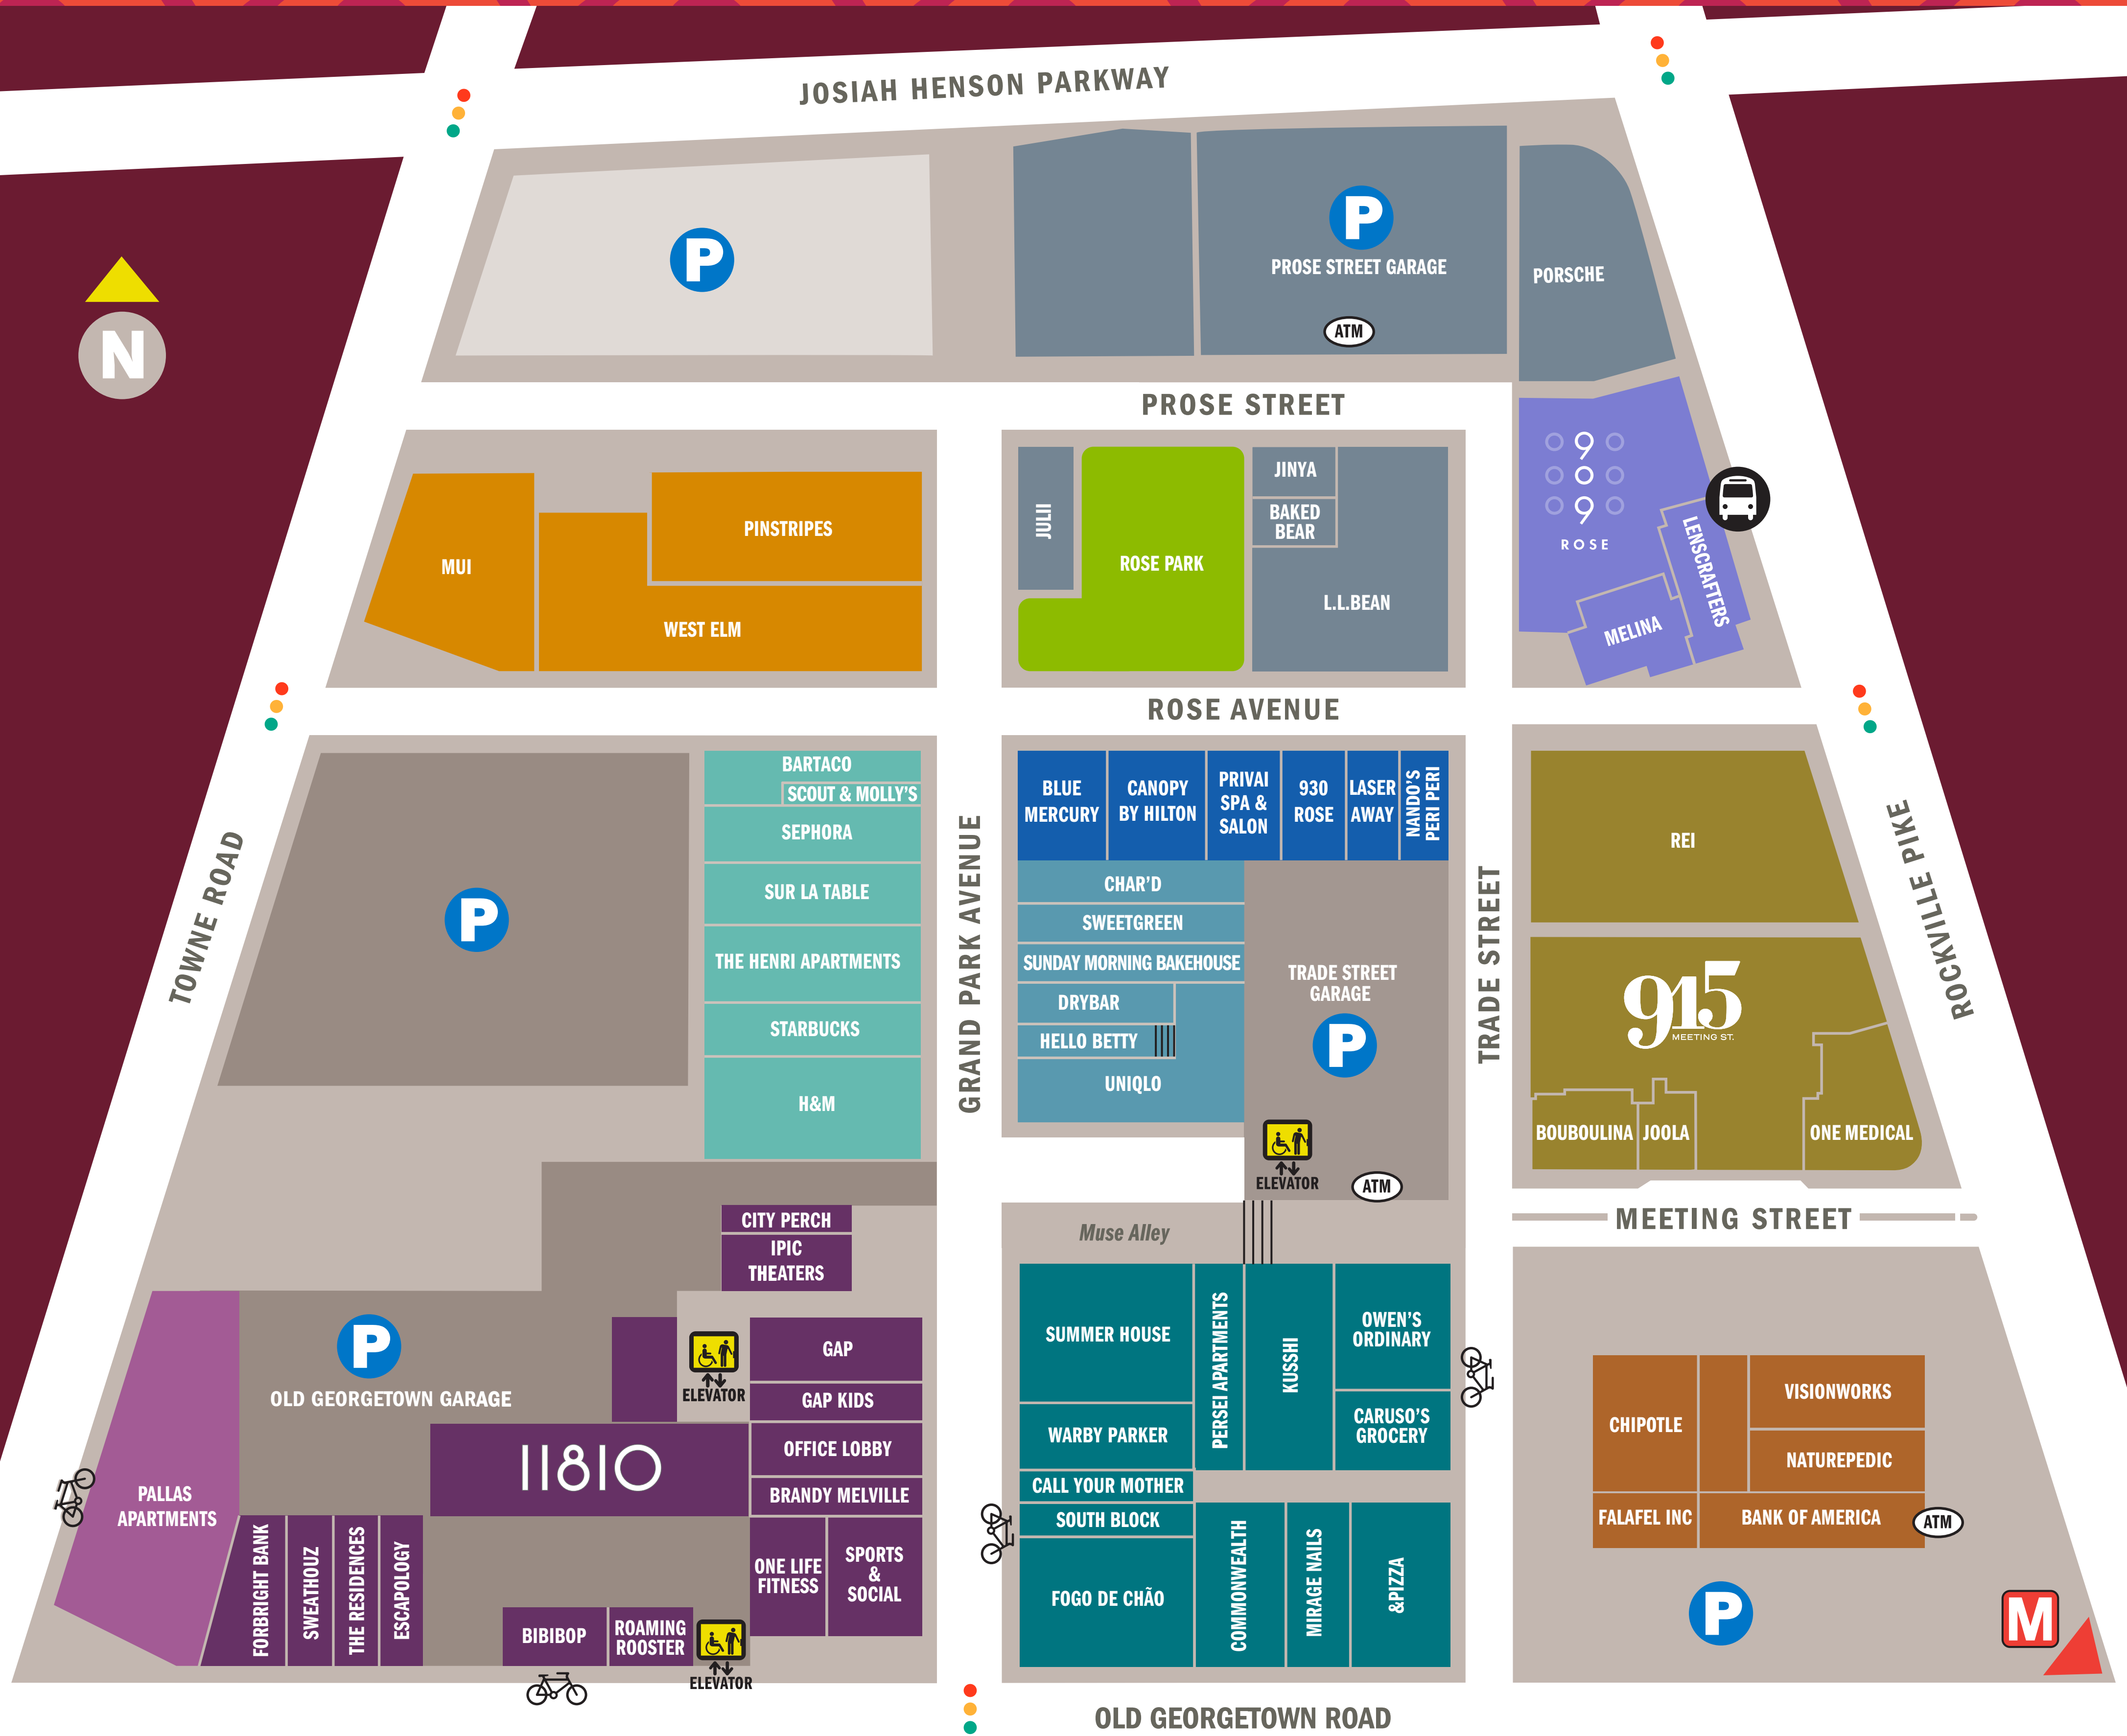 JOSIAH HENSON PARKWAY
P
P
PROSE STREET GARAGE
ATM
PORSCHE
N
PROSE STREET
MUI
PINSTRIPES
WEST ELM
JULII
ROSE PARK
JINYA
BAKED
BEAR
L.L.BEAN
909
ROSE
LENSCRAFTERS
MELINA
ROSE AVENUE
TOWNE ROAD
P
BARTACO
SCOUT & MOLLY'S
SEPHORA
SUR LA TABLE
THE HENRI APARTMENTS
STARBUCKS
H&M
GRAND PARK AVENUE
BLUE
MERCURY
CANOPY
BY HILTON
PRIVAI
SPA &
SALON
930
ROSE
LASER
AWAY
NANDO'S
PERI PERI
CHAR'D
SWEETGREEN
SUNDAY MORNING BAKEHOUSE
DRYBAR
HELLO BETTY
UNIQLO
TRADE STREET
GARAGE
P
ELEVATOR
ATM
TRADE STREET
REI
915
MEETING ST.
BOUBOULINA
JOOLA
ONE MEDICAL
ROCKVILLE PIKE
MEETING STREET
CITY PERCH
IPIC
THEATERS
P
OLD GEORGETOWN GARAGE
ELEVATOR
GAP
GAP KIDS
11810
OFFICE LOBBY
BRANDY MELVILLE
PALLAS
APARTMENTS
FORBRIGHT BANK
SWEATHOUZ
THE RESIDENCES
ESCAPOLOGY
ONE LIFE
FITNESS
SPORTS
&
SOCIAL
BIBIBOP
ROAMING
ROOSTER
ELEVATOR
Muse Alley
SUMMER HOUSE
PERSEI APARTMENTS
KUSSHI
OWEN'S
ORDINARY
WARBY PARKER
CARUSO'S
GROCERY
CALL YOUR MOTHER
SOUTH BLOCK
FOGO DE CHÃO
COMMONWEALTH
MIRAGE NAILS
&PIZZA
CHIPOTLE
VISIONWORKS
NATUREPEDIC
FALAFEL INC
BANK OF AMERICA
ATM
P
M
OLD GEORGETOWN ROAD